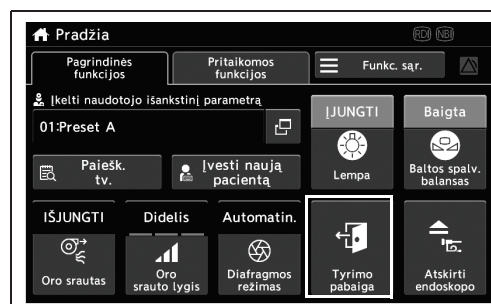 Pradžia
RDI NBI
Pagrindinės
funkcijos
Pritaikomos
funkcijos
Funkc. sąr.
Įkelti naudotojo išankstinį parametrą
01:Preset A
Paiešk.
tv.
Įvesti naują
pacientą
ĮJUNGTI
Lempa
Baigta
Baltos spalv.
balansas
IŠJUNGTI
Oro srautas
Didelis
Oro
srauto lygis
Automatin.
Diafragmos
režimas
Tyrimo
pabaiga
Atskirti
endoskopo